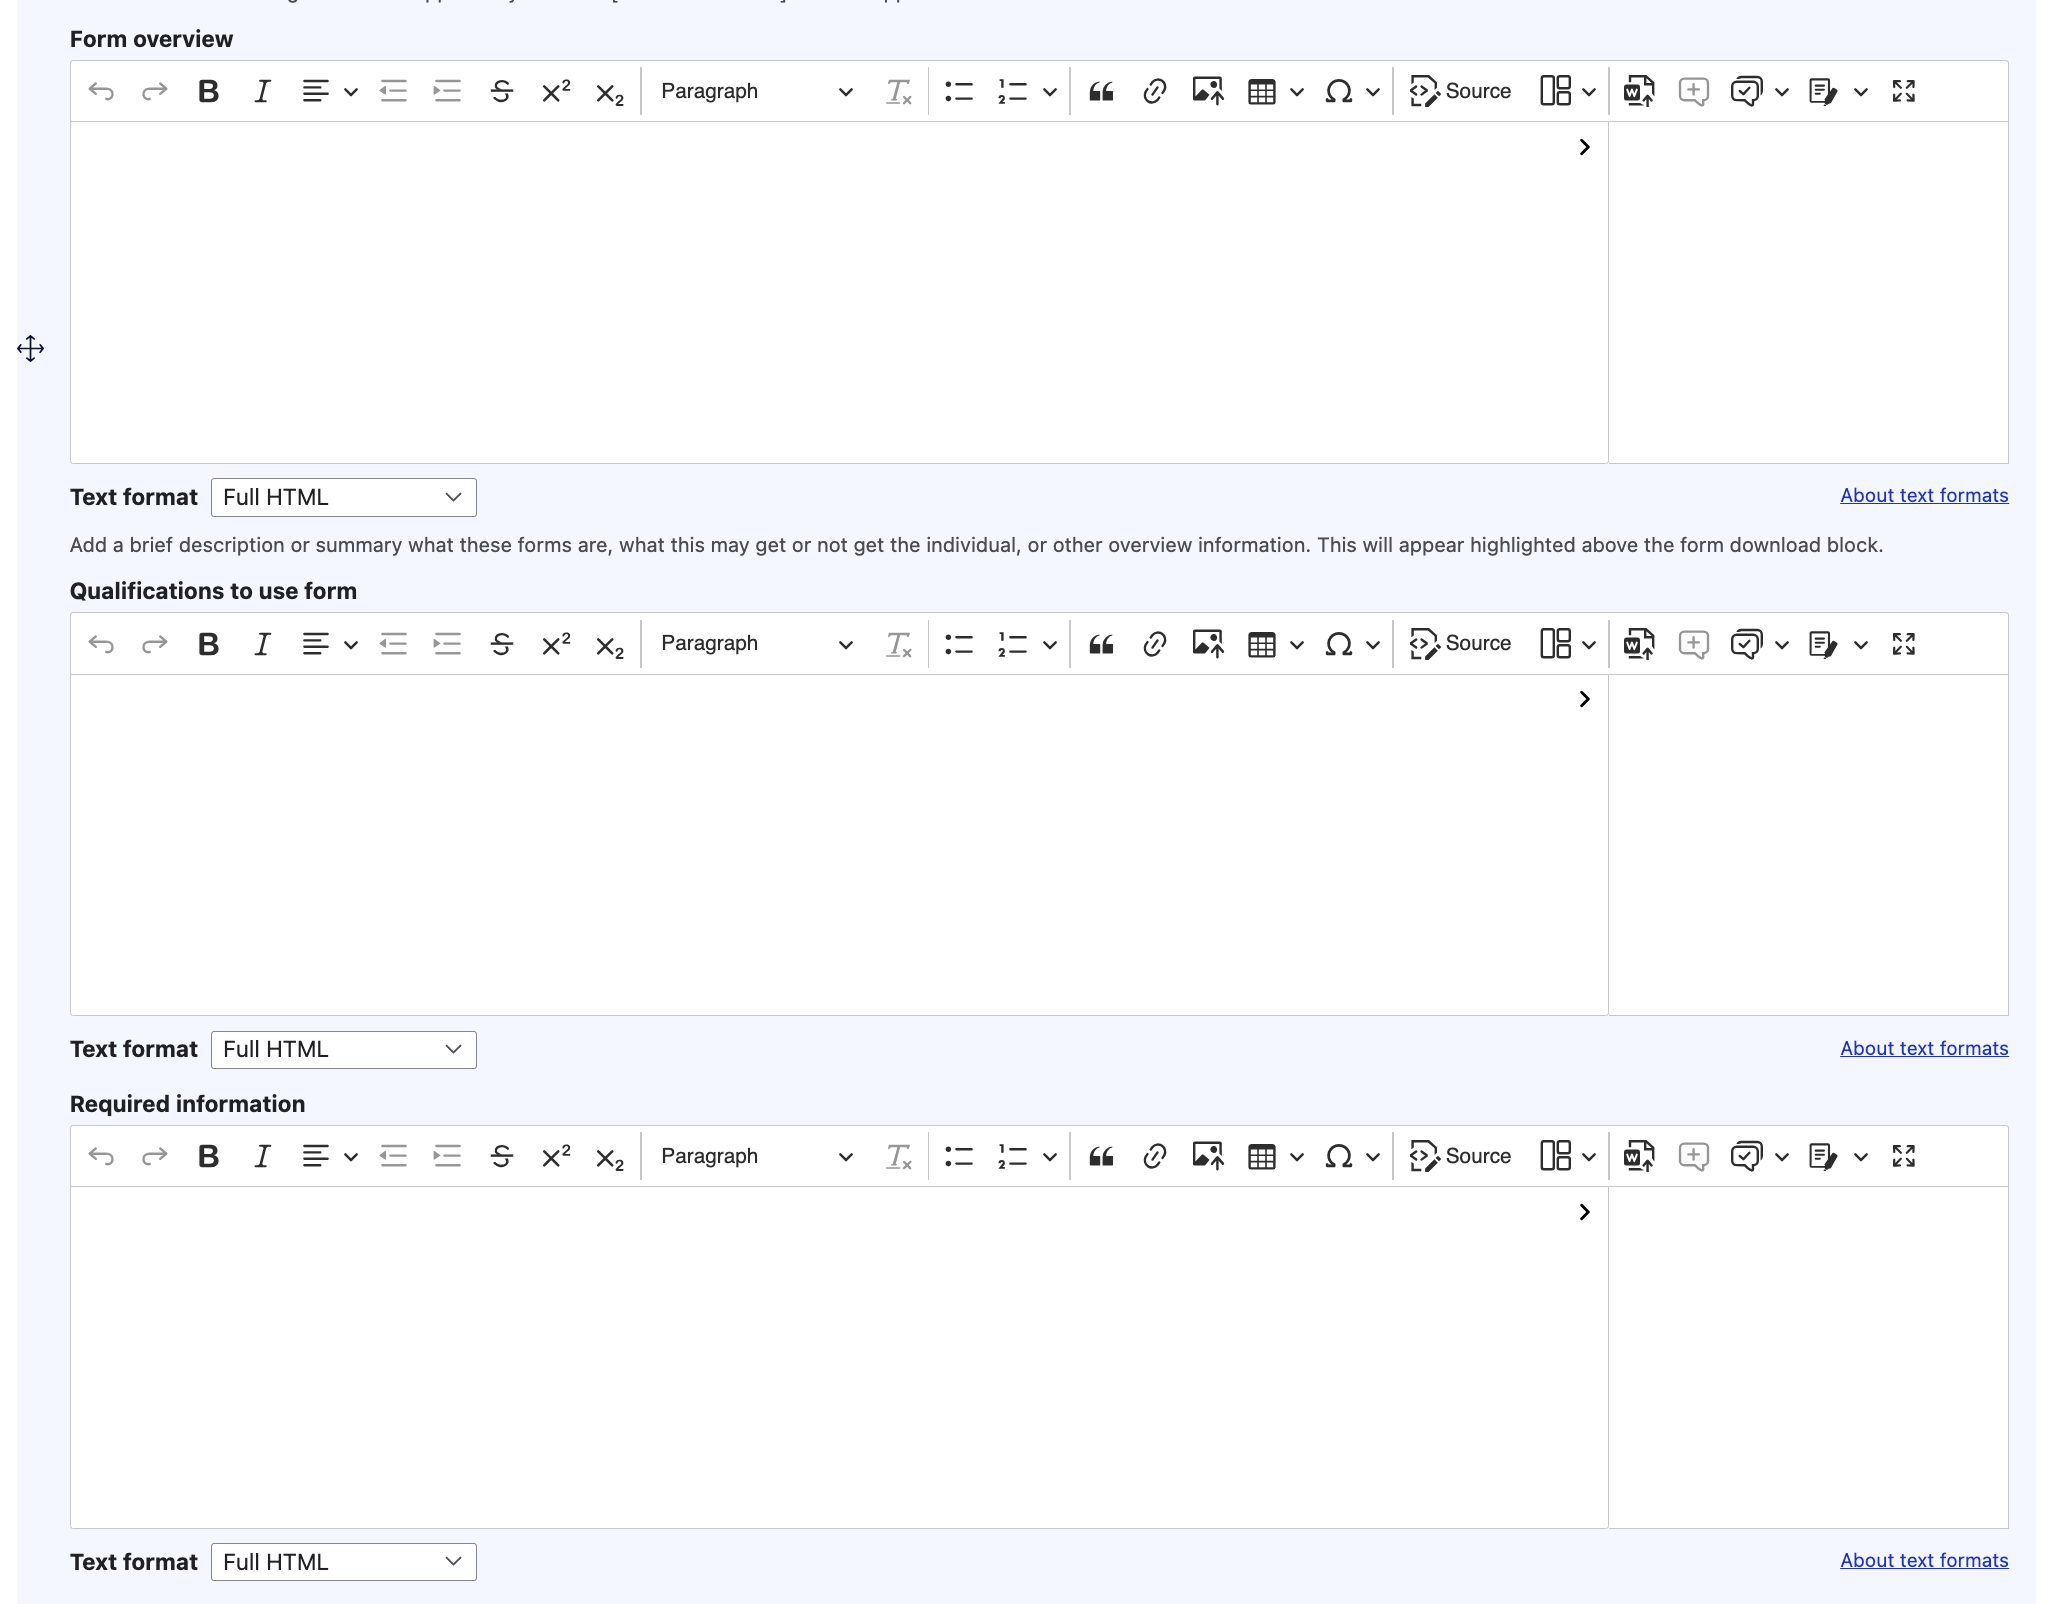 Form overview
Paragraph
Source
Text format Full HTML
About text formats
Add a brief description or summary what these forms are, what this may get or not get the individual, or other overview information. This will appear highlighted above the form download block.
Qualifications to use form
Paragraph
Source
Text format Full HTML
About text formats
Required information
Paragraph
Source
Text format Full HTML
About text formats